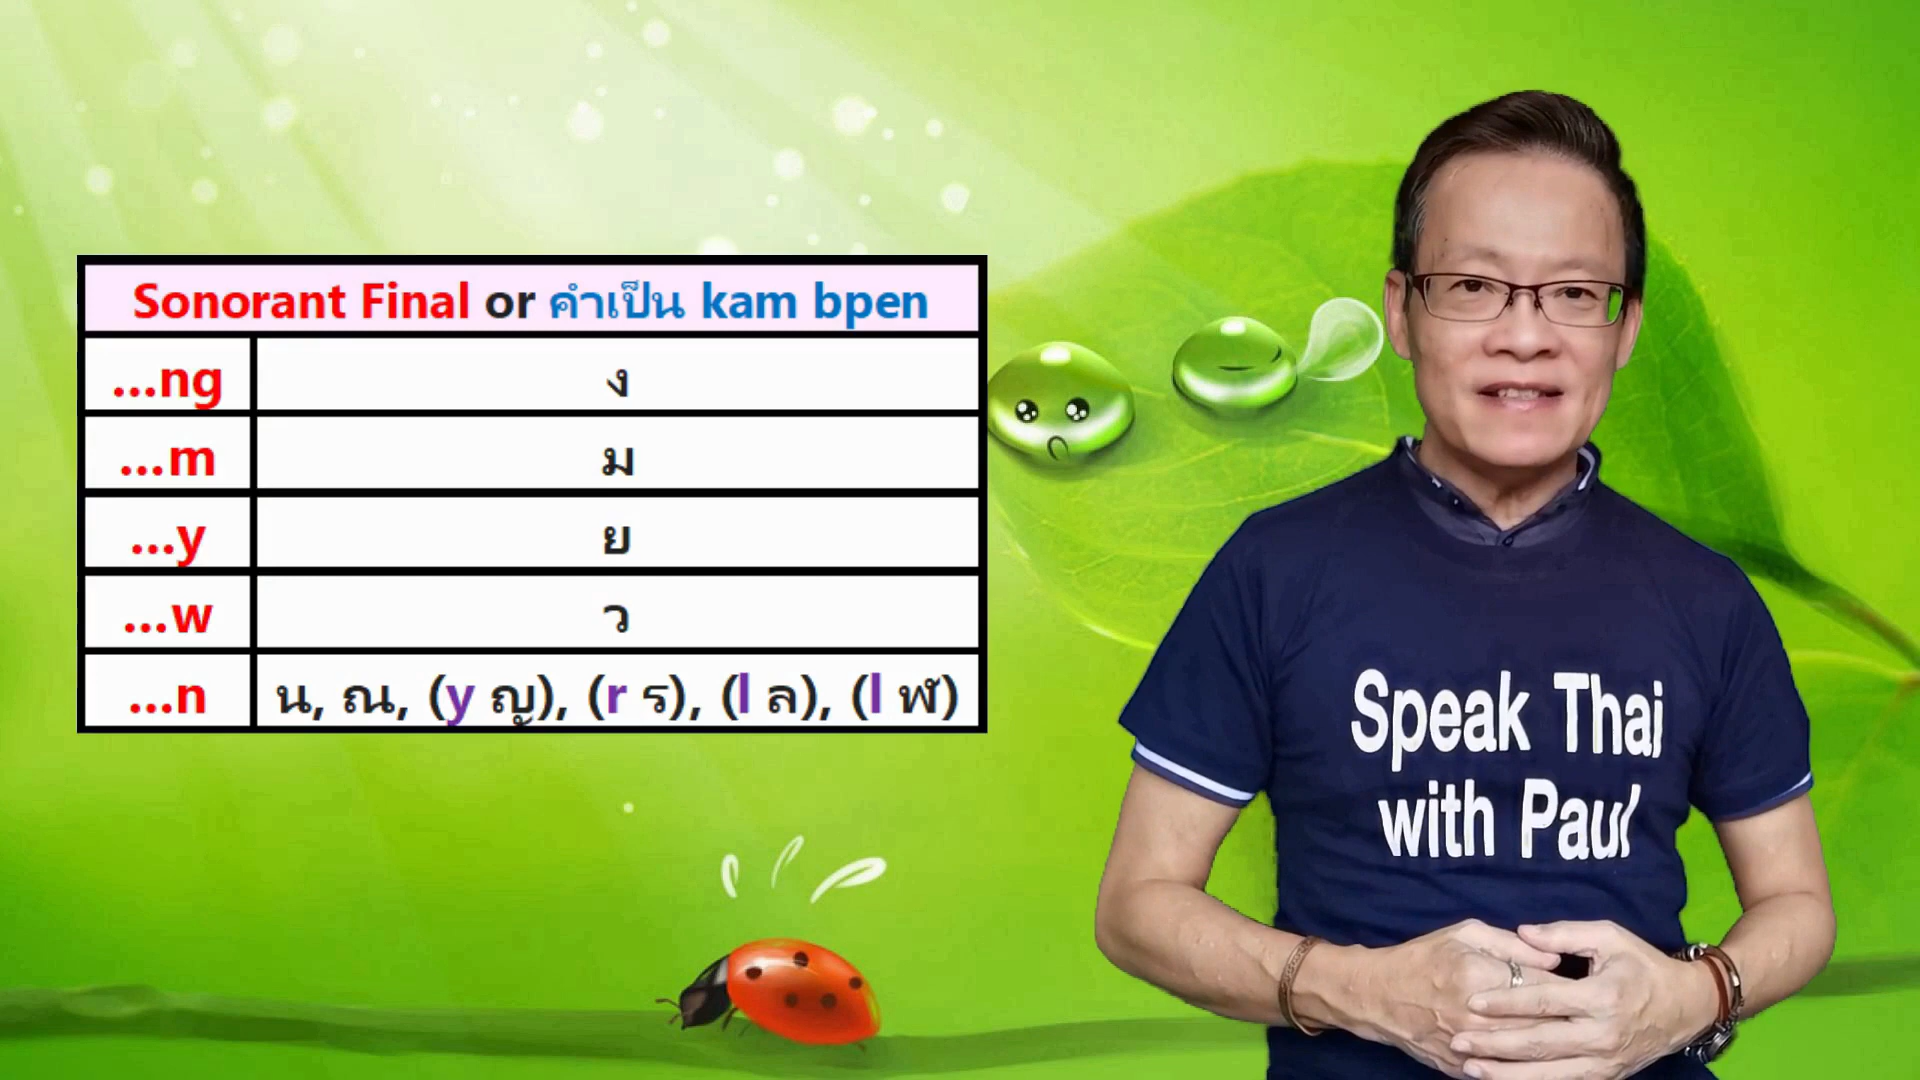 Sonorant Final or คำเป็น kam bpen
...ng ง
...m ม
...y ย
...w ว
...n น, ณ, (y ญ), (r ร), (l ล), (l ฬ)
Speak Thai
with Paul